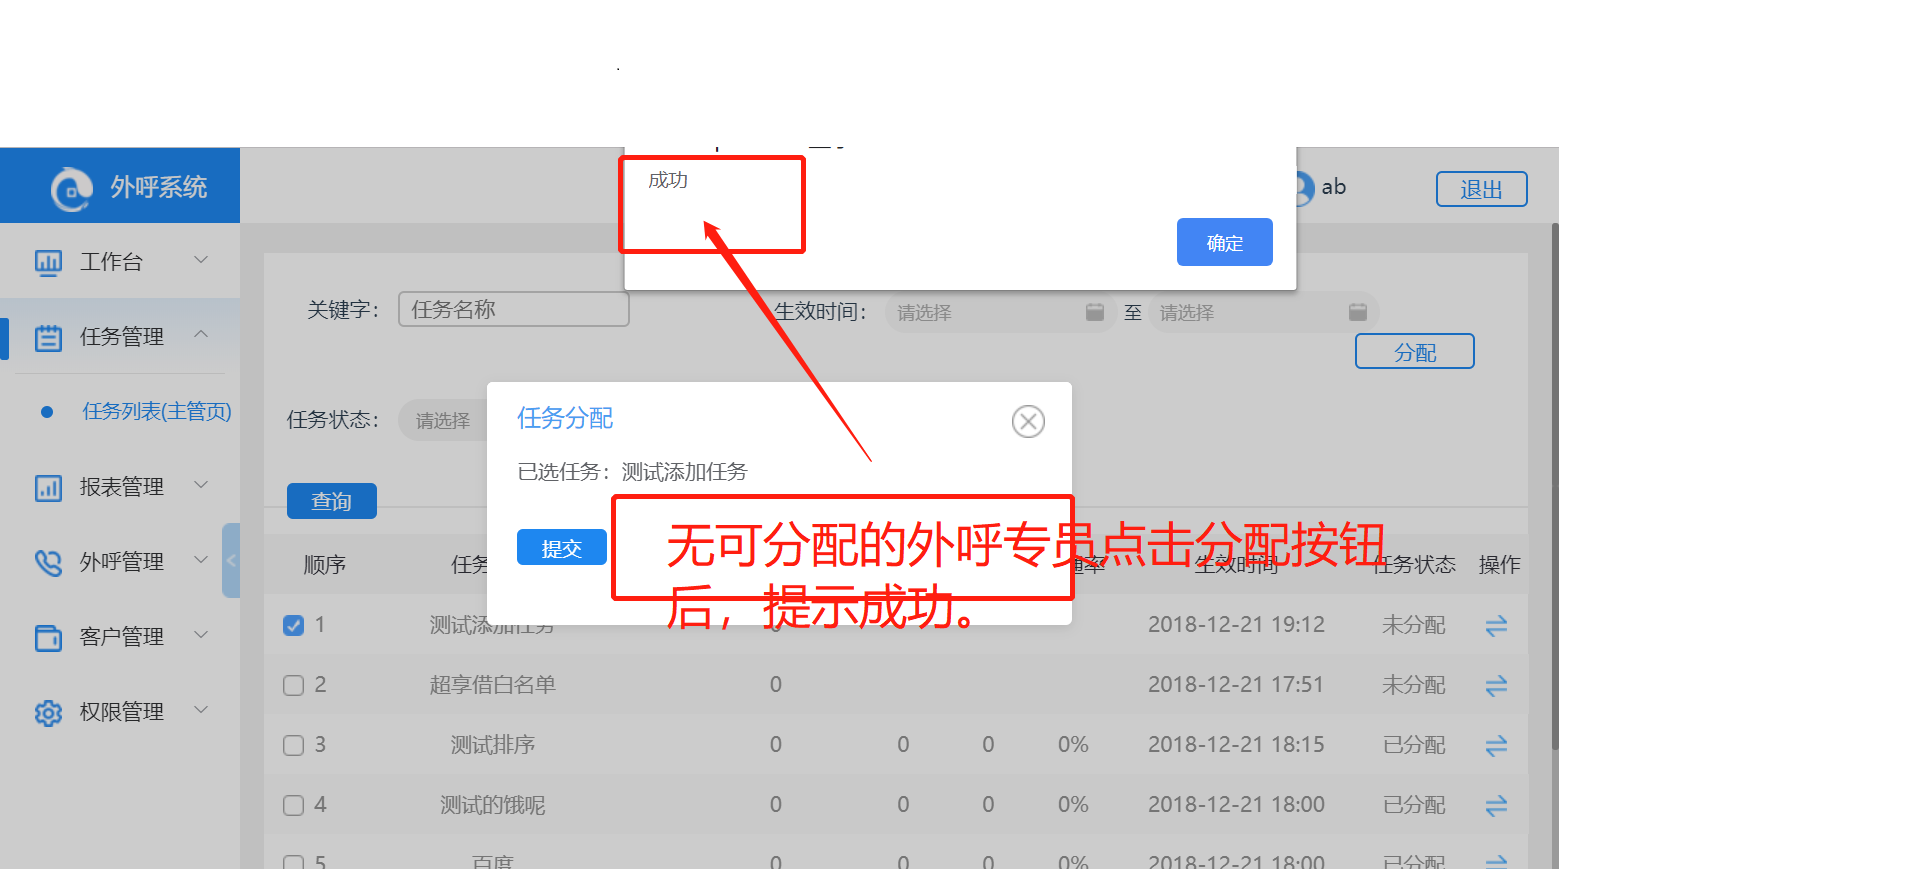 外呼系统
成功
确定
ab
退出
工作台
任务管理
任务列表(主管页)
报表管理
外呼管理
客户管理
权限管理
关键字：
任务名称
生效时间：
请选择
至
请选择
分配
任务状态：
请选择
查询
任务分配
已选任务：测试添加任务
提交
无可分配的外呼专员点击分配按钮
后，提示成功。
顺序 任务 通率 生效时间 任务状态 操作
1 测试添加任务 0 2018-12-21 19:12 未分配
2 超享借白名单 0 2018-12-21 17:51 未分配
3 测试排序 0 0 0 0% 2018-12-21 18:15 已分配
4 测试的饿呢 0 0 0 0% 2018-12-21 18:00 已分配
5 百度 0 0 0 0% 2018-12-21 18:00 已分配